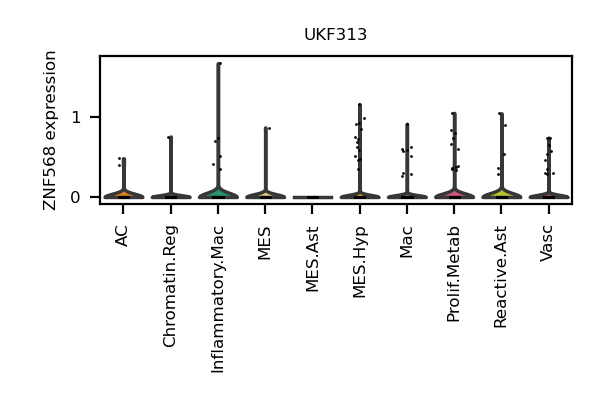 UKF313
ZNF568 expression
1
0
AC
Chromatin.Reg
Inflammatory.Mac
MES
MES.Ast
MES.Hyp
Mac
Prolif.Metab
Reactive.Ast
Vasc